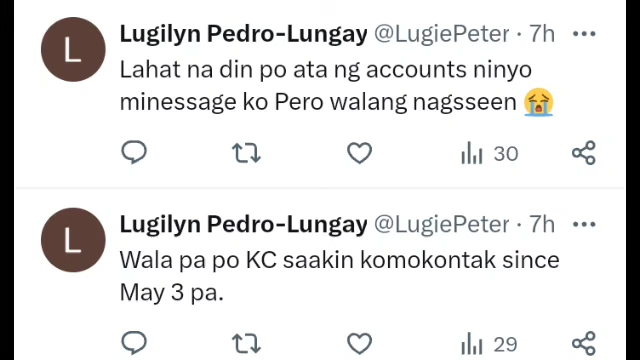 L
Lugilyn Pedro-Lungay @LugiePeter · 7h
Lahat na din po ata ng accounts ninyo
minessage ko Pero walang nagsseen 😭
30
L
Lugilyn Pedro-Lungay @LugiePeter · 7h
Wala pa po KC saakin komokontak since
May 3 pa.
29